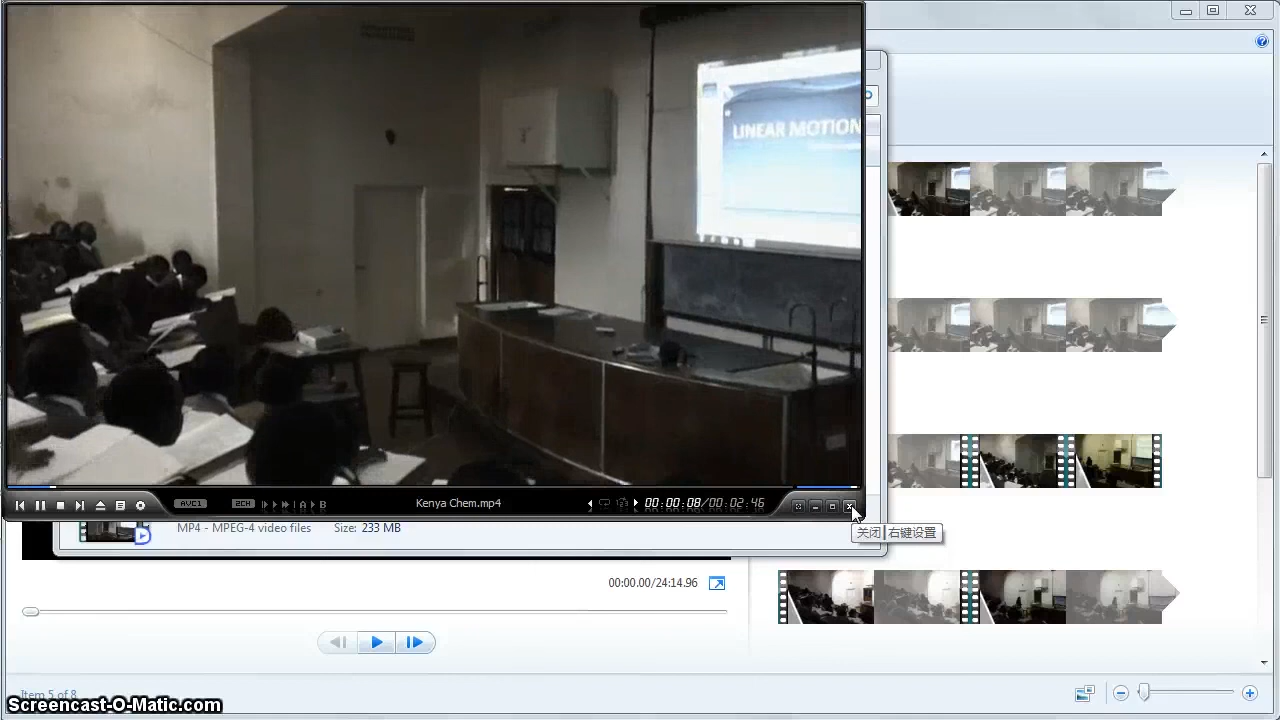 LINEAR MOTION
AVC1
2CH
A
B
Kenya Chem.mp4
00:00:08/00:02:46
关闭|右键设置
MP4 - MPEG-4 video files
Size: 233 MB
00:00.00/24:14.96
Item 5 of 8
Screencast-O-Matic.com